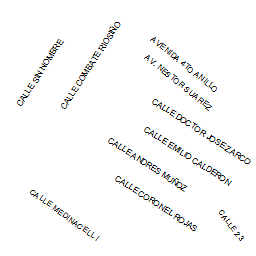 CALLE SIN NOMBRE
CALLE COMBATE RIOSIÑO
AVENIDA 4TO ANILLO
AV. NESTOR SUAREZ
CALLE DOCTOR JOSE ZARCO
CALLE EMILIO CALDERON
CALLE ANDRES MUÑOZ
CALLE CORONEL ROJAS
CALLE MEDINACELLI
CALLE 23